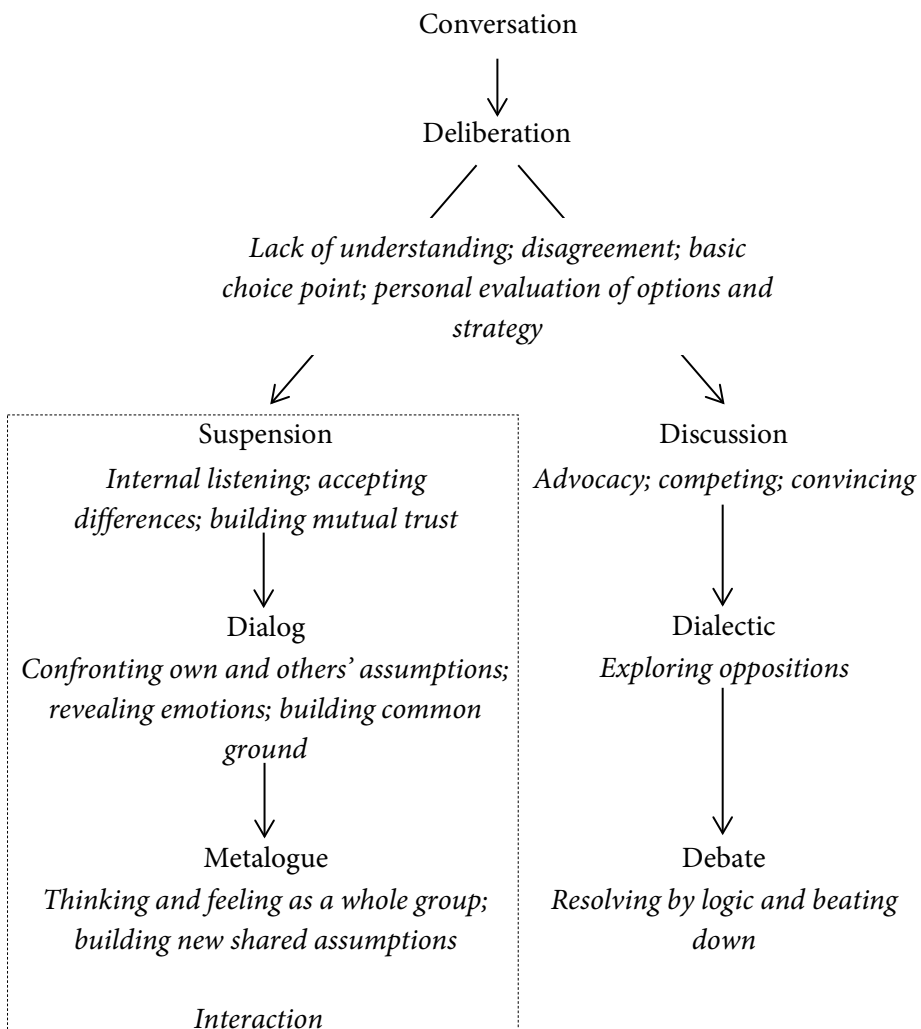 Conversation
Deliberation
Lack of understanding; disagreement; basic
choice point; personal evaluation of options and
strategy
Suspension
Internal listening; accepting
differences; building mutual trust
Dialog
Confronting own and others’ assumptions;
revealing emotions; building common
ground
Metalogue
Thinking and feeling as a whole group;
building new shared assumptions
Interaction
Discussion
Advocacy; competing; convincing
Dialectic
Exploring oppositions
Debate
Resolving by logic and beating
down